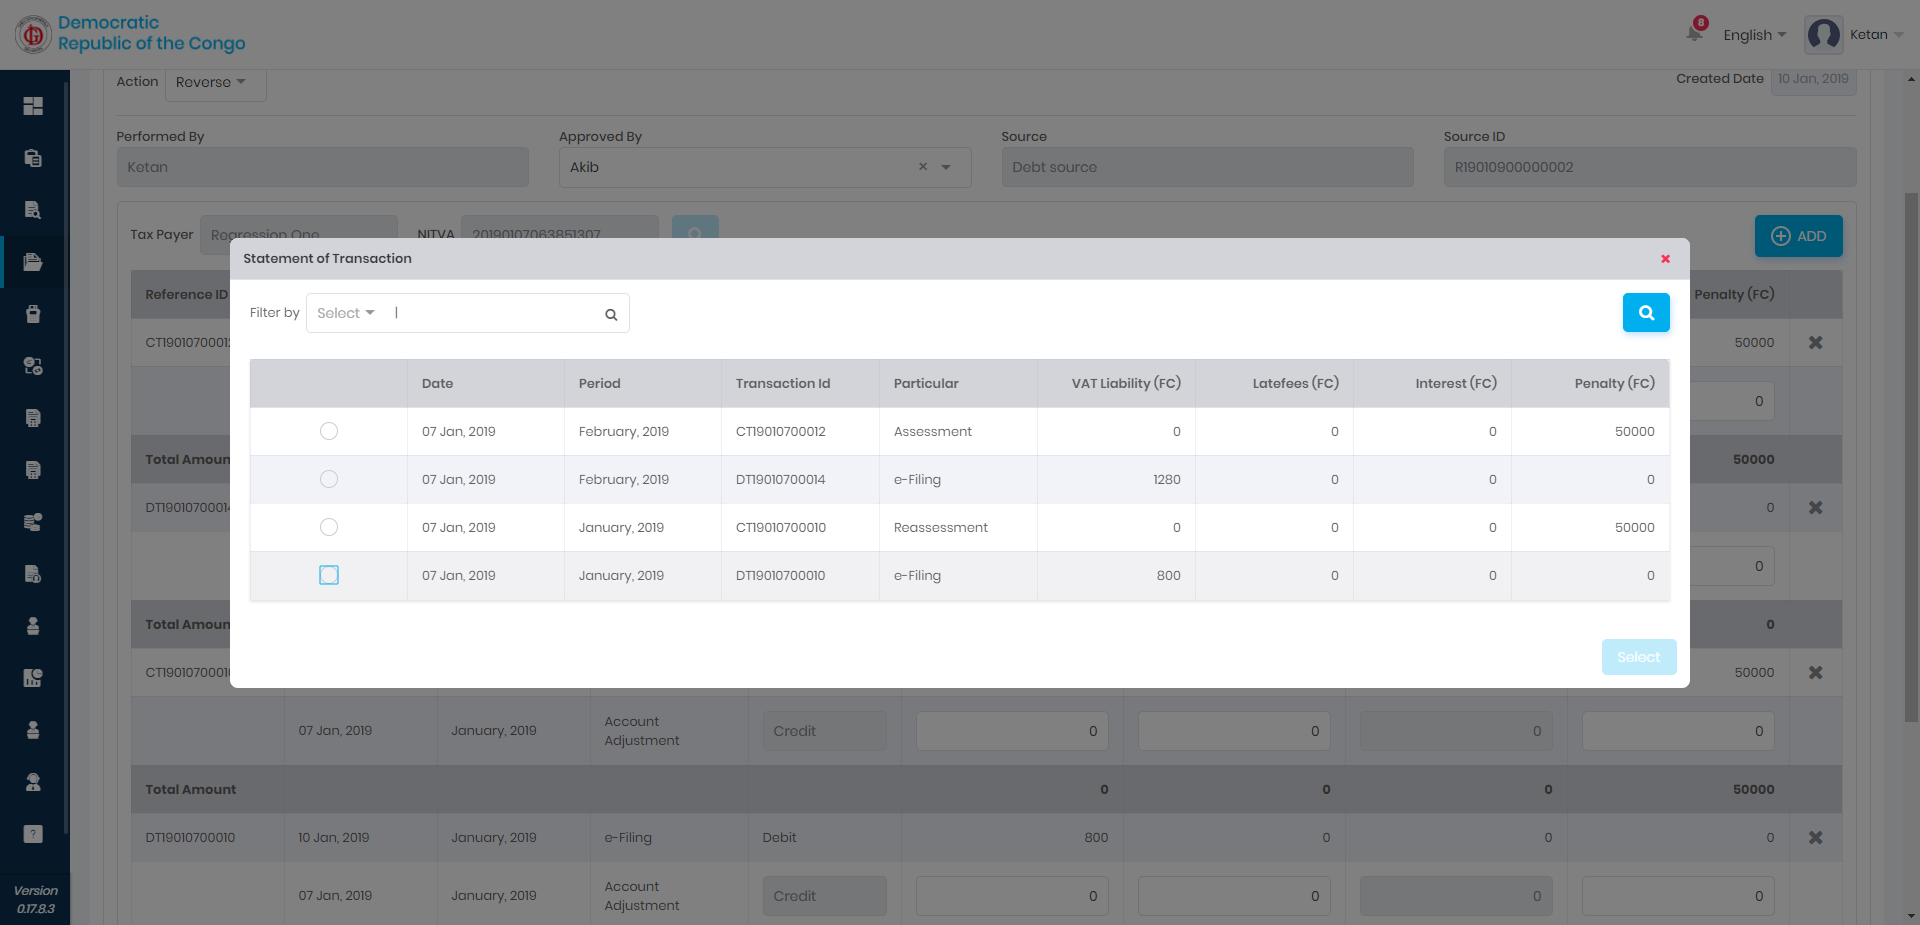 Democratic
Republic of the Congo
8
English
Ketan
Action
Reverse
Created Date
10 Jan, 2019
Performed By
Approved By
Source
Source ID
Ketan
Akib
Debt source
R19010900000002
Tax Payer
Regression One
NITVA
20190107063851307
ADD
Statement of Transaction
Filter by
Select
Date Period Transaction Id Particular VAT Liability (FC) Latefees (FC) Interest (FC) Penalty (FC)
07 Jan, 2019 February, 2019 CT19010700012 Assessment 0 0 0 50000
07 Jan, 2019 February, 2019 DT19010700014 e-Filing 1280 0 0 0
07 Jan, 2019 January, 2019 CT19010700010 Reassessment 0 0 0 50000
07 Jan, 2019 January, 2019 DT19010700010 e-Filing 800 0 0 0
Select
Reference ID
Penalty (FC)
50000
0
Total
50000
0
0
Total
0
50000
07 Jan, 2019 January, 2019 Account Adjustment Credit 0 0 0 0
Total Amount 0 0 0 50000
DT19010700010 10 Jan, 2019 January, 2019 e-Filing Debit 800 0 0 0
07 Jan, 2019 January, 2019 Account Adjustment Credit 0 0 0 0
?
Version
0.17.8.3